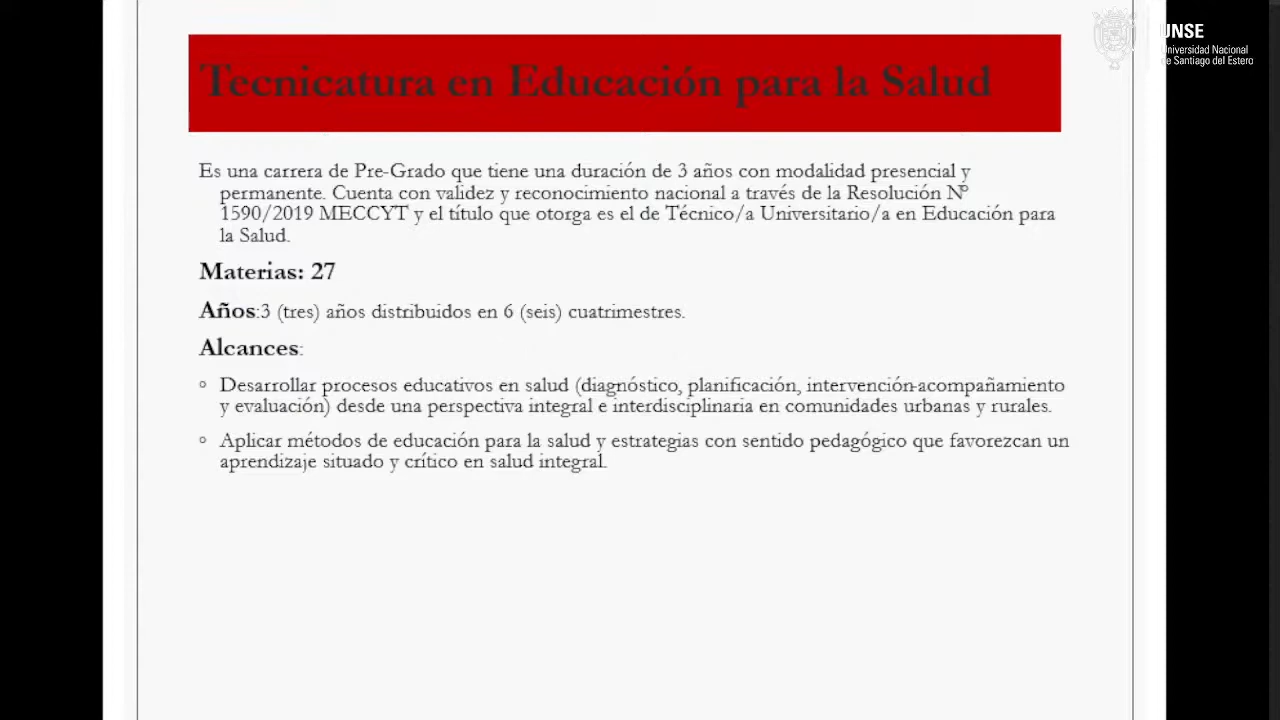 UNSE
Universidad Nacional
de Santiago del Estero
Tecnicatura en Educación para la Salud
Es una carrera de Pre-Grado que tiene una duración de 3 años con modalidad presencial y
permanente. Cuenta con validez y reconocimiento nacional a través de la Resolución Nº
1590/2019 MECCYT y el título que otorga es el de Técnico/a Universitario/a en Educación para
la Salud.
Materias: 27
Años:3 (tres) años distribuidos en 6 (seis) cuatrimestres.
Alcances:
◦ Desarrollar procesos educativos en salud (diagnóstico, planificación, intervención-acompañamiento
y evaluación) desde una perspectiva integral e interdisciplinaria en comunidades urbanas y rurales.
◦ Aplicar métodos de educación para la salud y estrategias con sentido pedagógico que favorezcan un
aprendizaje situado y crítico en salud integral.